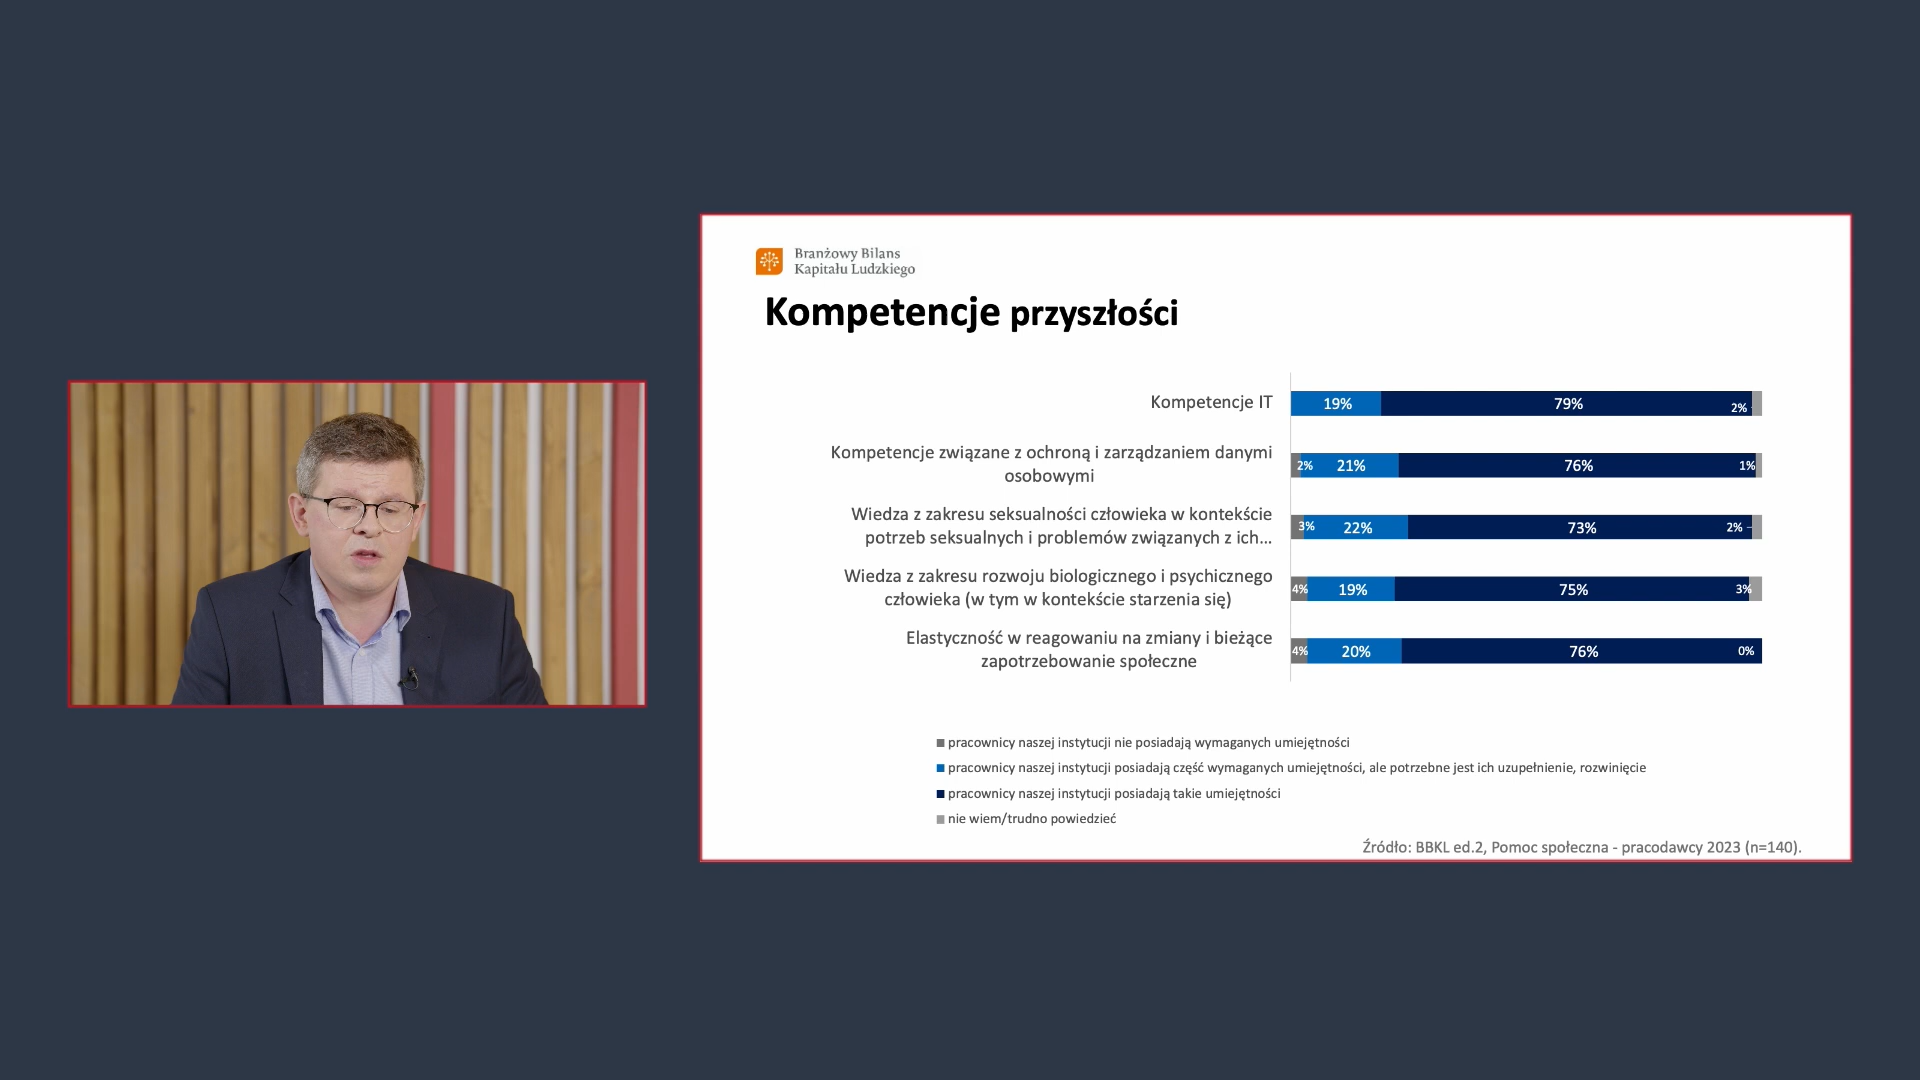 Branżowy Bilans
Kapitału Ludzkiego
Kompetencje przyszłości
Kompetencje IT
19% 79% 2%
Kompetencje związane z ochroną i zarządzaniem danymi
osobowymi
2% 21% 76% 1%
Wiedza z zakresu seksualności człowieka w kontekście
potrzeb seksualnych i problemów związanych z ich...
3% 22% 73% 2%
Wiedza z zakresu rozwoju biologicznego i psychicznego
człowieka (w tym w kontekście starzenia się)
4% 19% 75% 3%
Elastyczność w reagowaniu na zmiany i bieżące
zapotrzebowanie społeczne
4% 20% 76% 0%
pracownicy naszej instytucji nie posiadają wymaganych umiejętności
pracownicy naszej instytucji posiadają część wymaganych umiejętności, ale potrzebne jest ich uzupełnienie, rozwinięcie
pracownicy naszej instytucji posiadają takie umiejętności
nie wiem/trudno powiedzieć
Źródło: BBKL ed.2, Pomoc społeczna - pracodawcy 2023 (n=140).